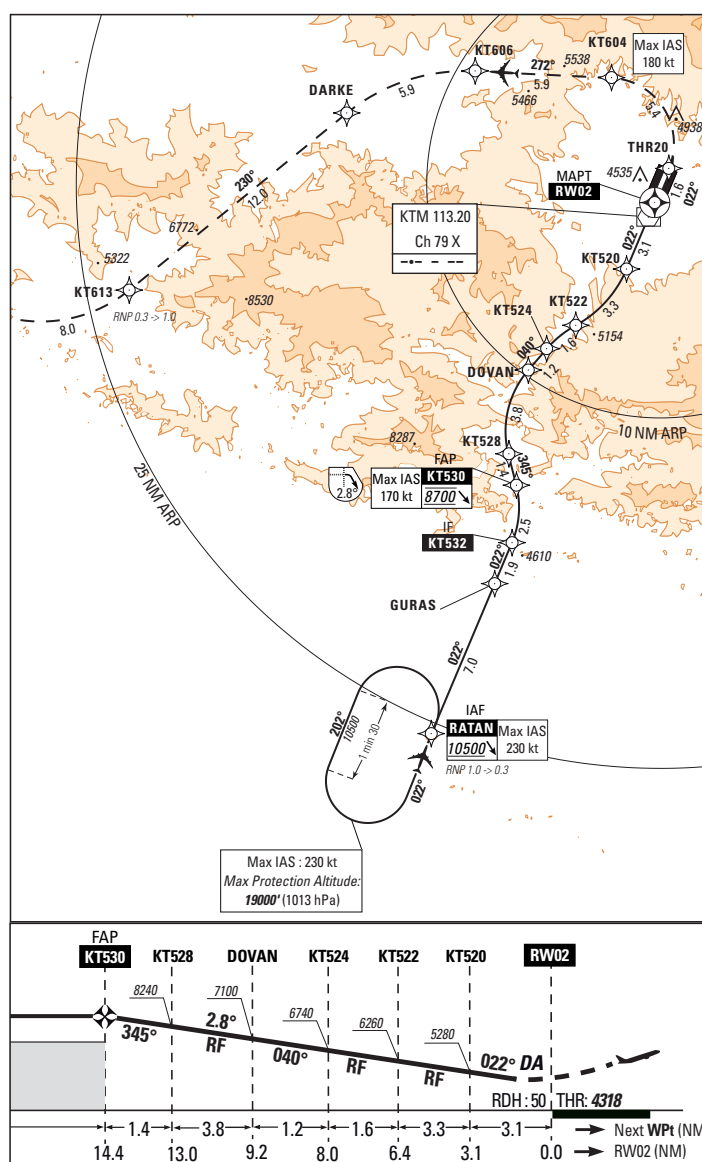 KT606
KT604
Max IAS
180 kt
272°
5538
5.9
5.9
5466
5.4
DARKE
4938
THR20
MAPT
4535
RW02
1.6
022°
230°
12.0
KTM 113.20
Ch 79 X
022°
3.1
6772
5322
KT520
KT613
8530
3.3
RNP 0.3 -> 1.0
8.0
KT524
KT522
5154
040°
1.6
1.2
DOVAN
3.8
10 NM ARP
8287
KT528
FAP
345°
1.4
Max IAS
170 kt
KT530
8700
2.8°
25 NM ARP
IF
KT532
2.5
4610
022°
1.9
GURAS
022°
7.0
IAF
RATAN
10500
Max IAS
230 kt
RNP 1.0 -> 0.3
202°
10500
1 min 30
022°
Max IAS : 230 kt
Max Protection Altitude:
19000' (1013 hPa)
FAP
KT530 KT528 DOVAN KT524 KT522 KT520 RW02
8240 7100 6740 6260 5280
345° 2.8° RF 040° RF RF 022° DA
RDH : 50 THR: 4318
1.4 3.8 1.2 1.6 3.3 3.1 Next WPt (NM
14.4 13.0 9.2 8.0 6.4 3.1 0.0 RW02 (NM)